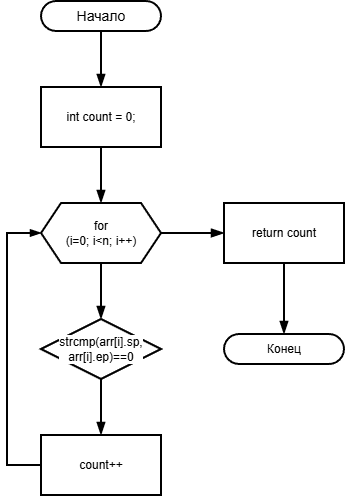 Начало
int count = 0;
for
(i=0; i<n; i++)
return count
strcmp(arr[i].sp,
arr[i].ep)==0
Конец
count++